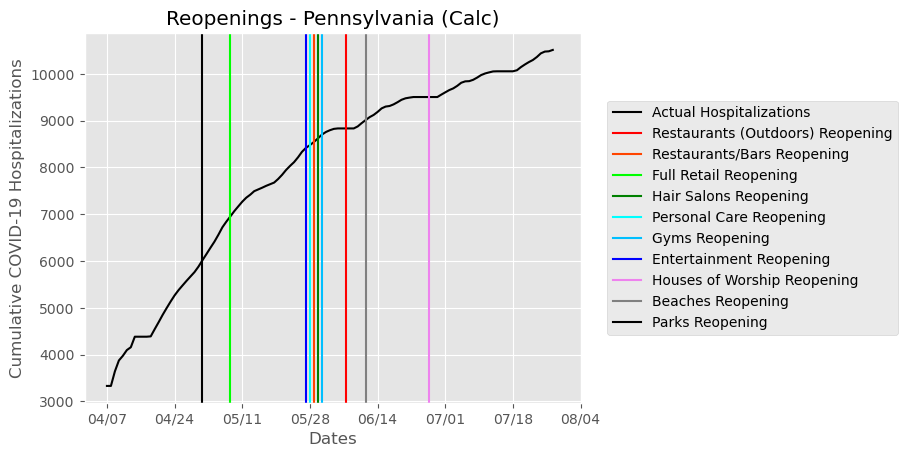 Reopenings - Pennsylvania (Calc)
Cumulative COVID-19 Hospitalizations
10000
9000
8000
7000
6000
5000
4000
3000
04/07 04/24 05/11 05/28 06/14 07/01 07/18 08/04
Dates
Actual Hospitalizations
Restaurants (Outdoors) Reopening
Restaurants/Bars Reopening
Full Retail Reopening
Hair Salons Reopening
Personal Care Reopening
Gyms Reopening
Entertainment Reopening
Houses of Worship Reopening
Beaches Reopening
Parks Reopening